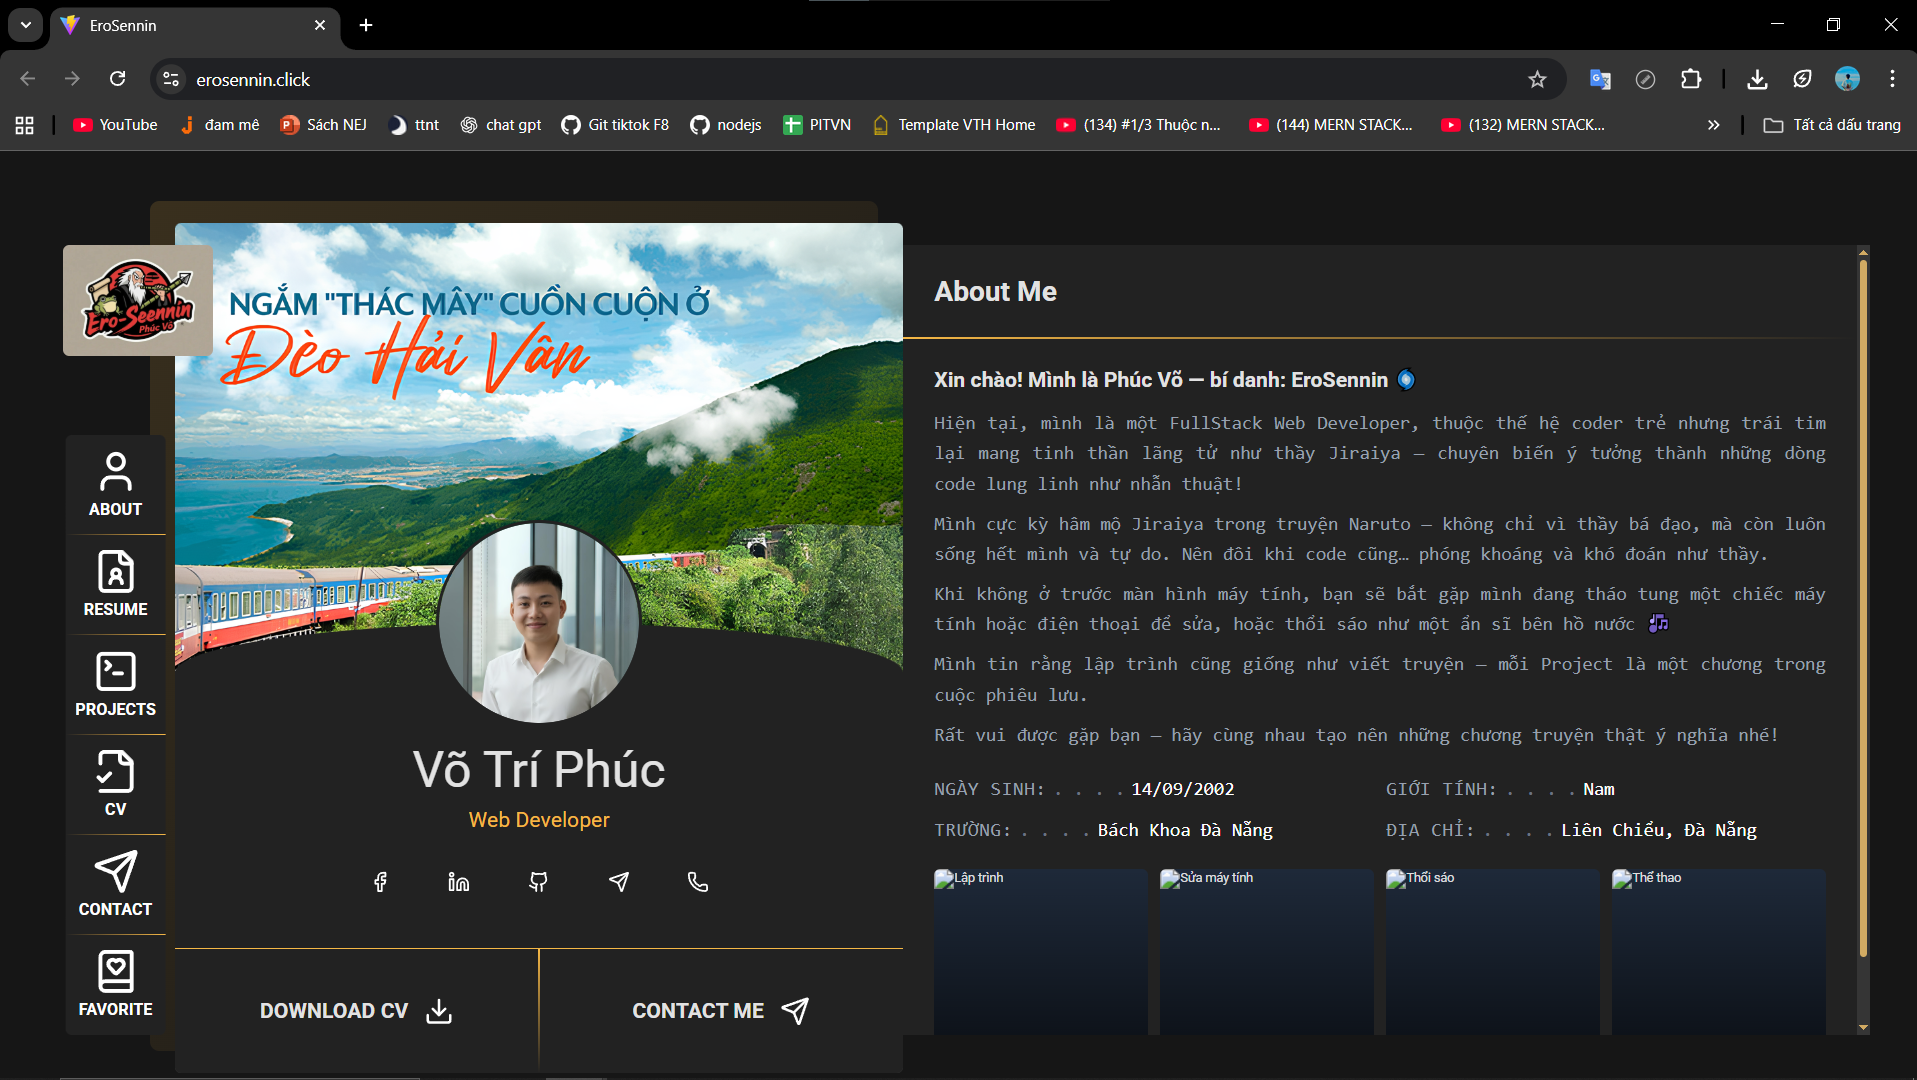 EroSennin
erosennin.click
YouTube
đam mê
Sách NEJ
ttnt
chat gpt
Git tiktok F8
nodejs
PITVN
Template VTH Home
(134) #1/3 Thuộc n...
(144) MERN STACK...
(132) MERN STACK...
Tất cả dấu trang
Ero-Seennin
Phúc Võ
NGẮM "THÁC MÂY" CUỒN CUỘN Ở
Đèo Hải Vân
ABOUT
RESUME
PROJECTS
CV
CONTACT
FAVORITE
Võ Trí Phúc
Web Developer
DOWNLOAD CV
CONTACT ME
About Me
Xin chào! Mình là Phúc Võ — bí danh: EroSennin 🌀
Hiện tại, mình là một FullStack Web Developer, thuộc thế hệ coder trẻ nhưng trái tim
lại mang tinh thần lãng tử như thầy Jiraiya — chuyên biến ý tưởng thành những dòng
code lung linh như nhẫn thuật!
Mình cực kỳ hâm mộ Jiraiya trong truyện Naruto — không chỉ vì thầy bá đạo, mà còn luôn
sống hết mình và tự do. Nên đôi khi code cũng… phóng khoáng và khó đoán như thầy.
Khi không ở trước màn hình máy tính, bạn sẽ bắt gặp mình đang tháo tung một chiếc máy
tính hoặc điện thoại để sửa, hoặc thổi sáo như một ẩn sĩ bên hồ nước 🎶
Mình tin rằng lập trình cũng giống như viết truyện — mỗi Project là một chương trong
cuộc phiêu lưu.
Rất vui được gặp bạn — hãy cùng nhau tạo nên những chương truyện thật ý nghĩa nhé!
NGÀY SINH: . . . . 14/09/2002
GIỚI TÍNH: . . . . Nam
TRƯỜNG: . . . . Bách Khoa Đà Nẵng
ĐỊA CHỈ: . . . . Liên Chiểu, Đà Nẵng
Lập trình
Sửa máy tính
Thổi sáo
Thể thao